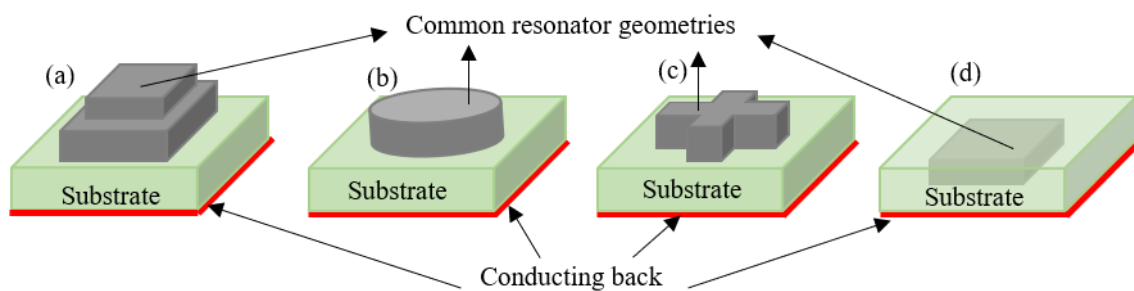 Common resonator geometries
(a)
(b)
(c)
(d)
Substrate
Substrate
Substrate
Substrate
Conducting back